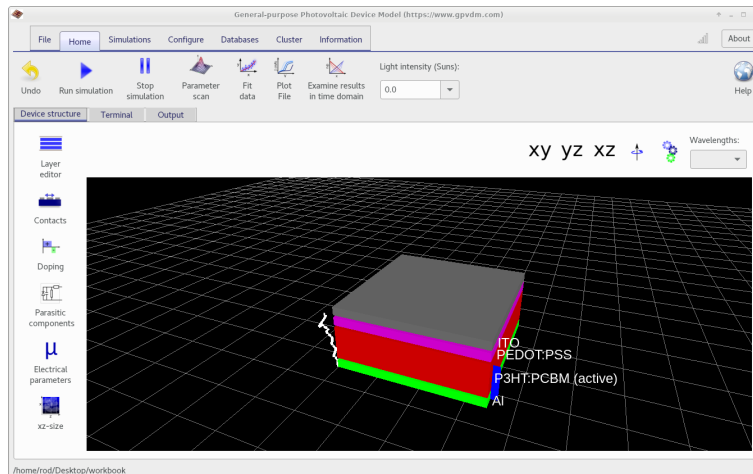 General-purpose Photovoltaic Device Model (https://www.gpvdm.com)
File Home Simulations Configure Databases Cluster Information About
Undo
Run simulation
Stop
simulation
Parameter
scan
Fit
data
Plot
File
Examine results
in time domain
Light intensity (Suns):
0.0
Help
Device structure Terminal Output
xy yz xz
Wavelengths:
Layer
editor
Contacts
Doping
Parasitic
components
μ
Electrical
parameters
xz-size
ITO
PEDOT:PSS
P3HT:PCBM (active)
Al
/home/rod/Desktop/workbook